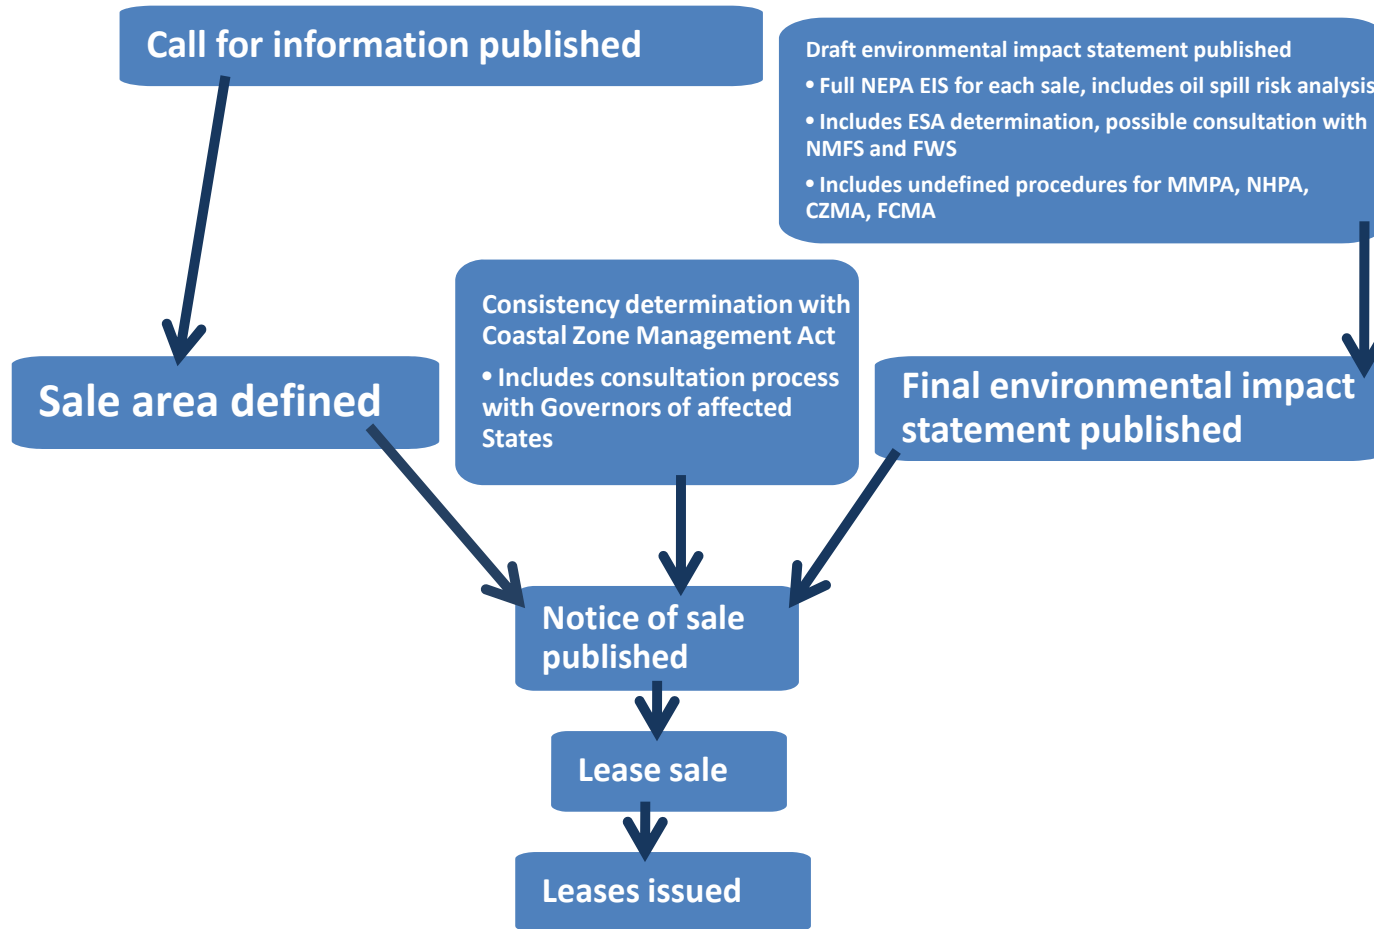 Call for information published
Draft environmental impact statement published
• Full NEPA EIS for each sale, includes oil spill risk analysis
• Includes ESA determination, possible consultation with
NMFS and FWS
• Includes undefined procedures for MMPA, NHPA,
CZMA, FCMA
Consistency determination with
Coastal Zone Management Act
• Includes consultation process
with Governors of affected
States
Sale area defined
Final environmental impact
statement published
Notice of sale
published
Lease sale
Leases issued